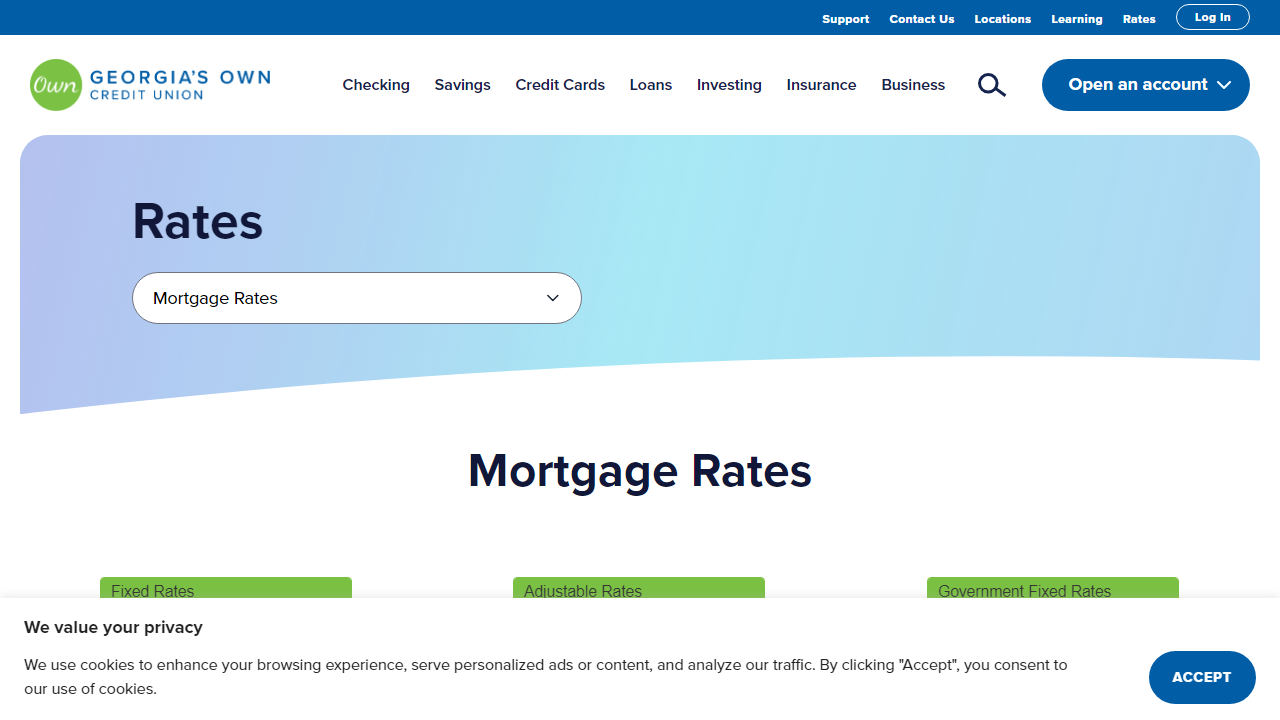 Support Contact Us Locations Learning Rates Log In
Own GEORGIA'S OWN
CREDIT UNION
Checking Savings Credit Cards Loans Investing Insurance Business Open an account
Rates
Mortgage Rates
Mortgage Rates
Fixed Rates Adjustable Rates Government Fixed Rates
We value your privacy
We use cookies to enhance your browsing experience, serve personalized ads or content, and analyze our traffic. By clicking "Accept", you consent to
our use of cookies.
ACCEPT